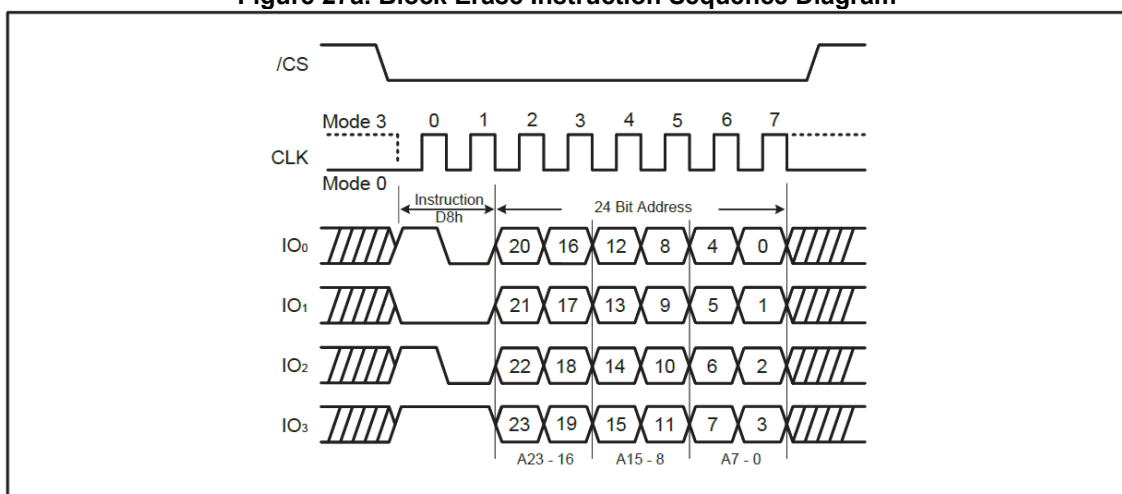 Figure 27a. Block Erase Instruction Sequence Diagram
/CS
Mode 3 0 1 2 3 4 5 6 7
CLK
Mode 0
Instruction
D8h
24 Bit Address
IO₀ 20 16 12 8 4 0
IO₁ 21 17 13 9 5 1
IO₂ 22 18 14 10 6 2
IO₃ 23 19 15 11 7 3
A23 - 16 A15 - 8 A7 - 0